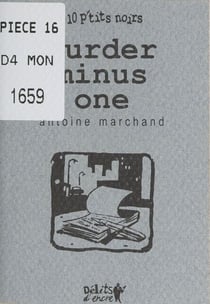 10 p'tits noirs
PIECE 16
D4 MON
1659
urder
minus
one
antoine marchand
Délits
d'encre